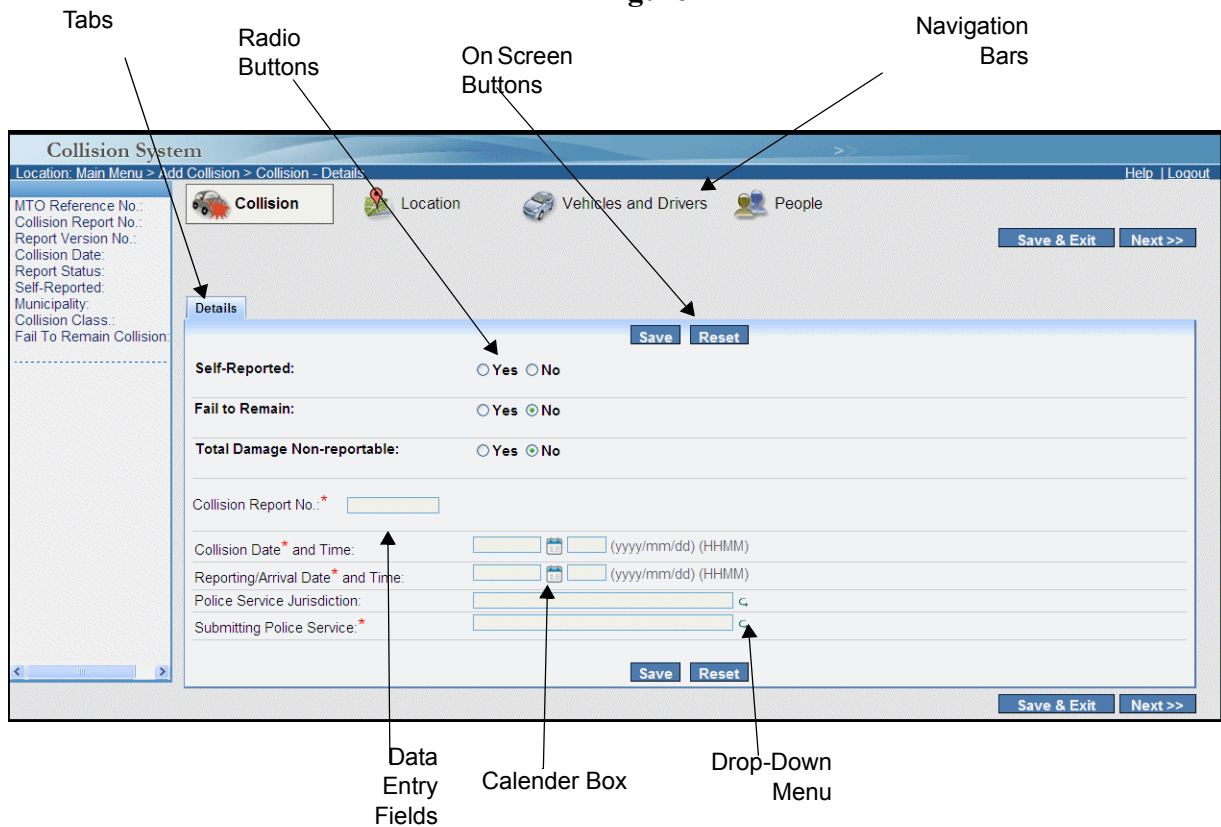 Tabs
Radio
Buttons
On Screen
Buttons
Navigation
Bars
Collision System
>>
Location: Main Menu > Add Collision > Collision - Details
Help | Logout
MTO Reference No.:
Collision Report No.:
Report Version No.:
Collision Date:
Report Status:
Self-Reported:
Municipality:
Collision Class.:
Fail To Remain Collision:
Collision Location Vehicles and Drivers People
Save & Exit Next >>
Details
Save Reset
Self-Reported: Yes No
Fail to Remain: Yes No
Total Damage Non-reportable: Yes No
Collision Report No.:*
Collision Date* and Time: (yyyy/mm/dd) (HHMM)
Reporting/Arrival Date* and Time: (yyyy/mm/dd) (HHMM)
Police Service Jurisdiction:
Submitting Police Service:*
Save Reset
Save & Exit Next >>
Data
Entry
Fields
Calender Box
Drop-Down
Menu